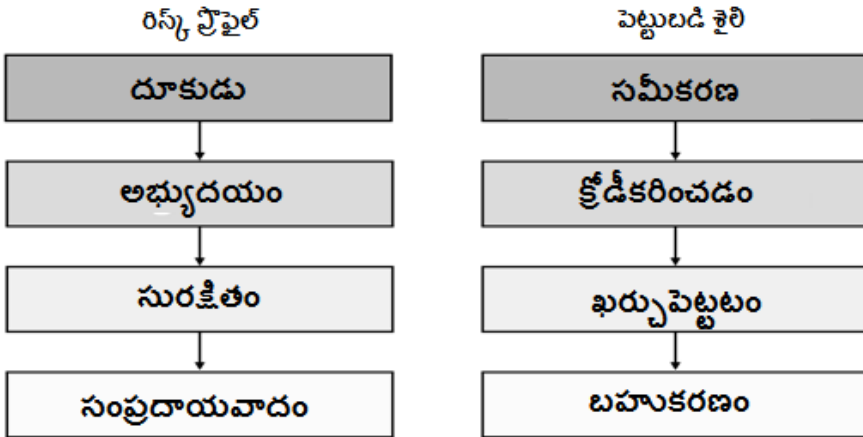 రిస్క్ ప్రొఫైల్
దూకుడు
అభ్యుదయం
సురక్షితం
సంప్రదాయవాదం
పెట్టుబడి శైలి
సమీకరణ
క్రోడీకరించడం
ఖర్చుపెట్టటం
బహుకరణం